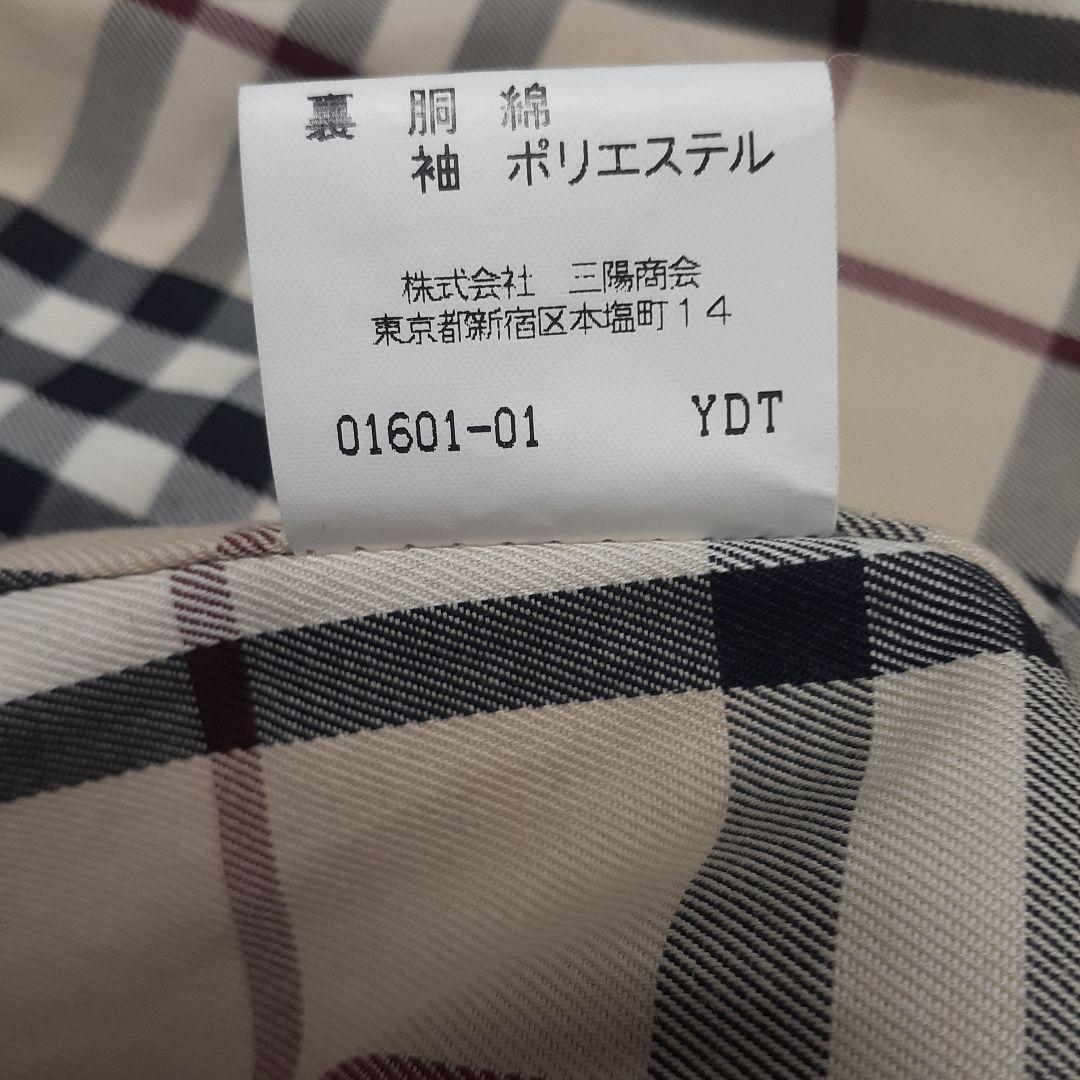 裏 胴 綿
袖 ポリエステル
株式会社 三陽商会
東京都新宿区本塩町14
01601-01 YDT